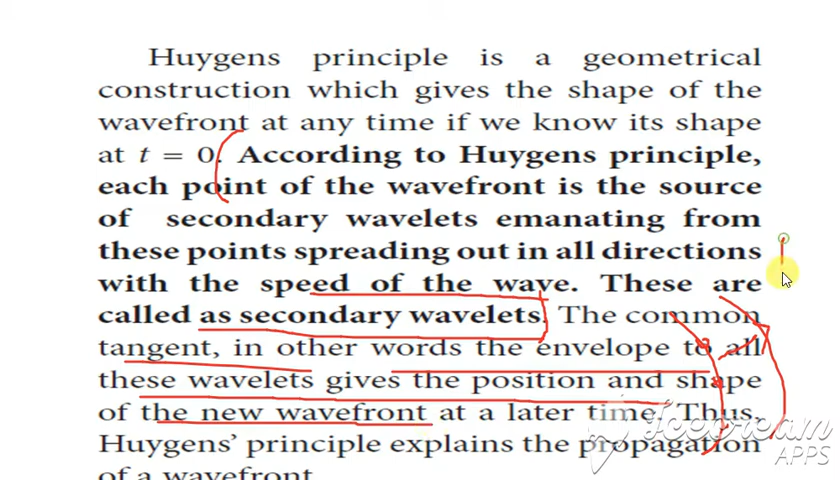 Huygens principle is a geometrical
construction which gives the shape of the
wavefront at any time if we know its shape
at t = 0. According to Huygens principle,
each point of the wavefront is the source
of secondary wavelets emanating from
these points spreading out in all directions
with the speed of the wave. These are
called as secondary wavelets. The common
tangent, in other words the envelope to all
these wavelets gives the position and shape
of the new wavefront at a later time. Thus,
Huygens' principle explains the propagation
of a wavefront
Icecream
APPS